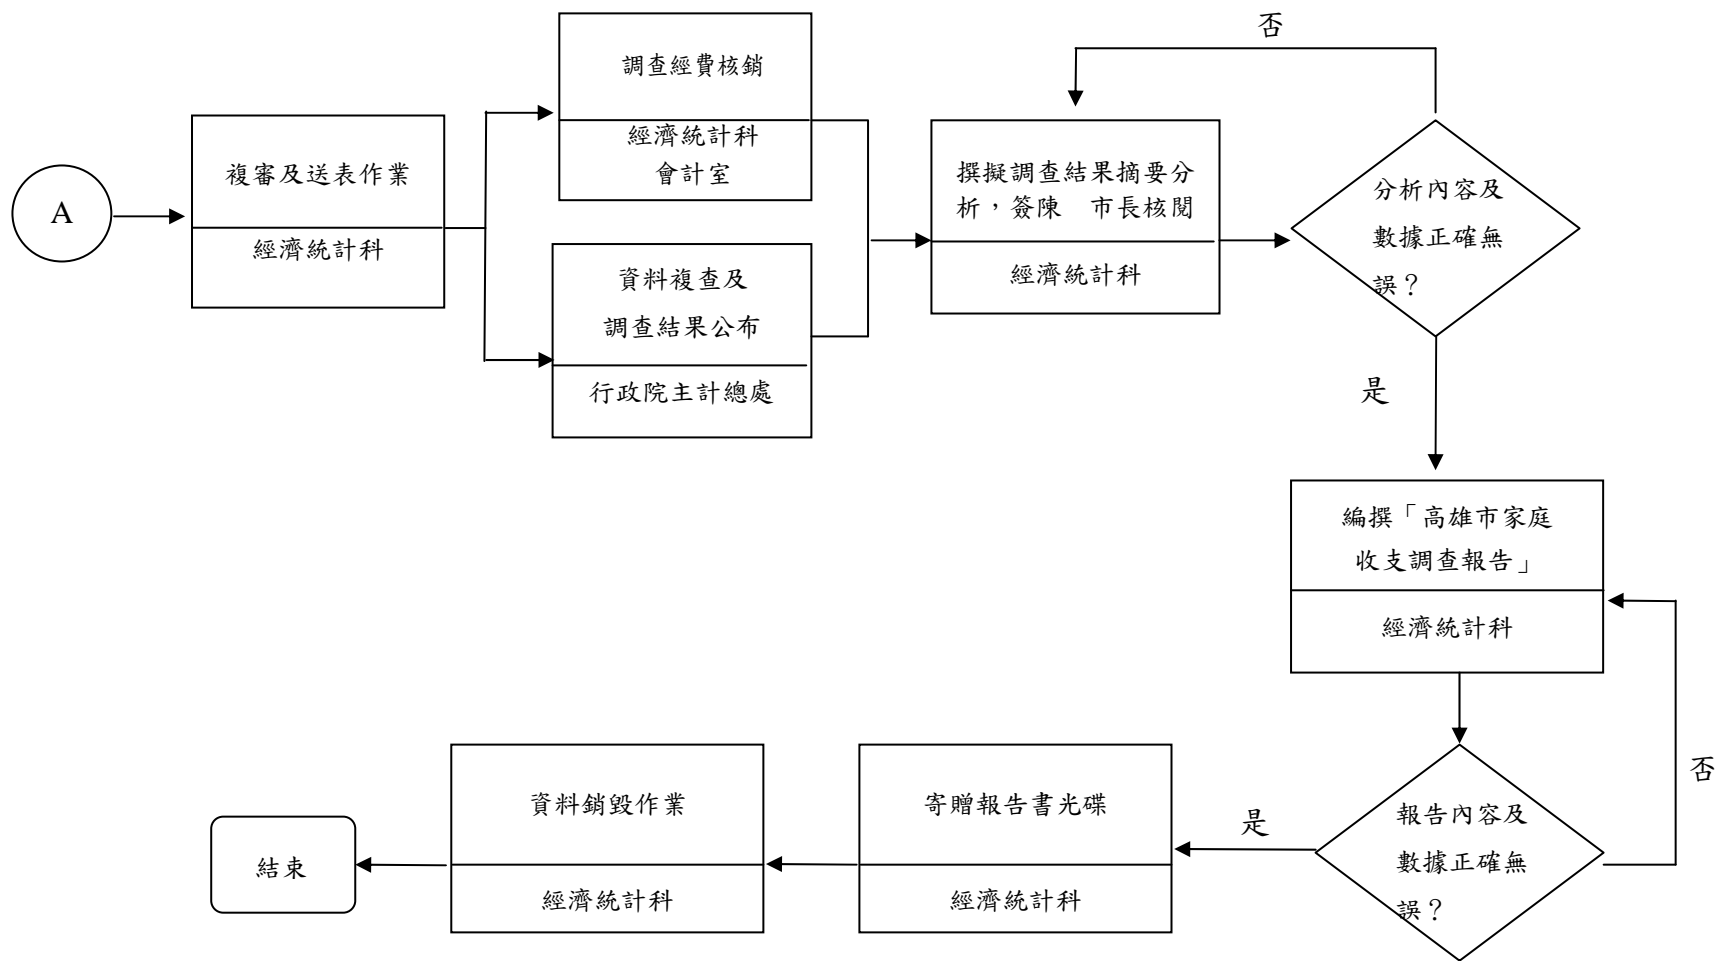 A
複審及送表作業
經濟統計科
調查經費核銷
經濟統計科
會計室
資料複查及
調查結果公布
行政院主計總處
撰擬調查結果摘要分
析，簽陳　市長核閱
經濟統計科
否
分析內容及
數據正確無
誤？
是
編撰「高雄市家庭
收支調查報告」
經濟統計科
否
報告內容及
數據正確無
誤？
是
寄贈報告書光碟
經濟統計科
資料銷毀作業
經濟統計科
結束